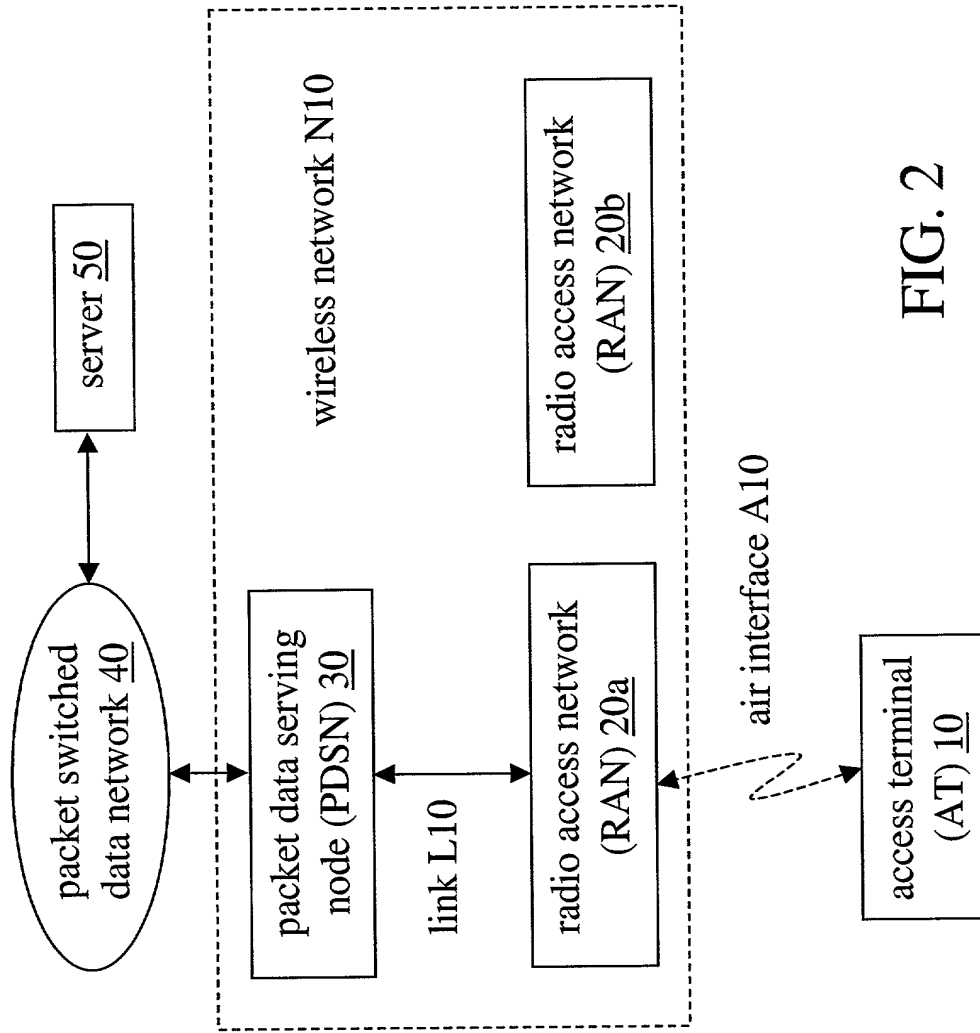 packet switched
data network 40
server 50
wireless network N10
packet data serving
node (PDSN) 30
link L10
radio access network
(RAN) 20a
radio access network
(RAN) 20b
air interface A10
access terminal
(AT) 10
FIG. 2